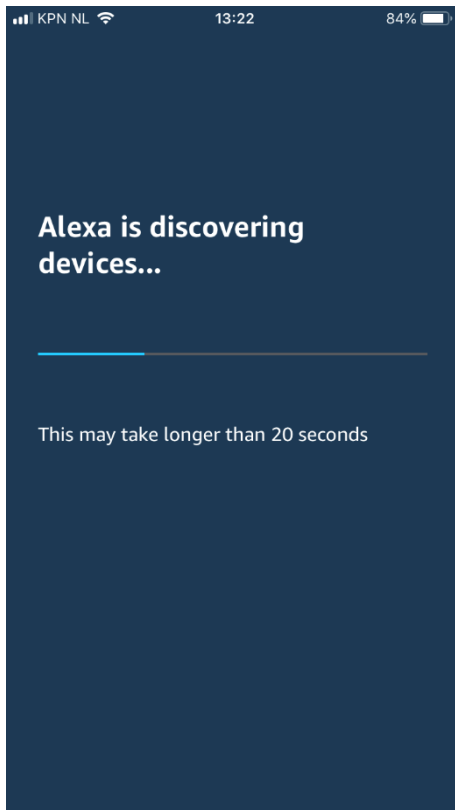 KPN NL 13:22 84%
Alexa is discovering
devices...
This may take longer than 20 seconds